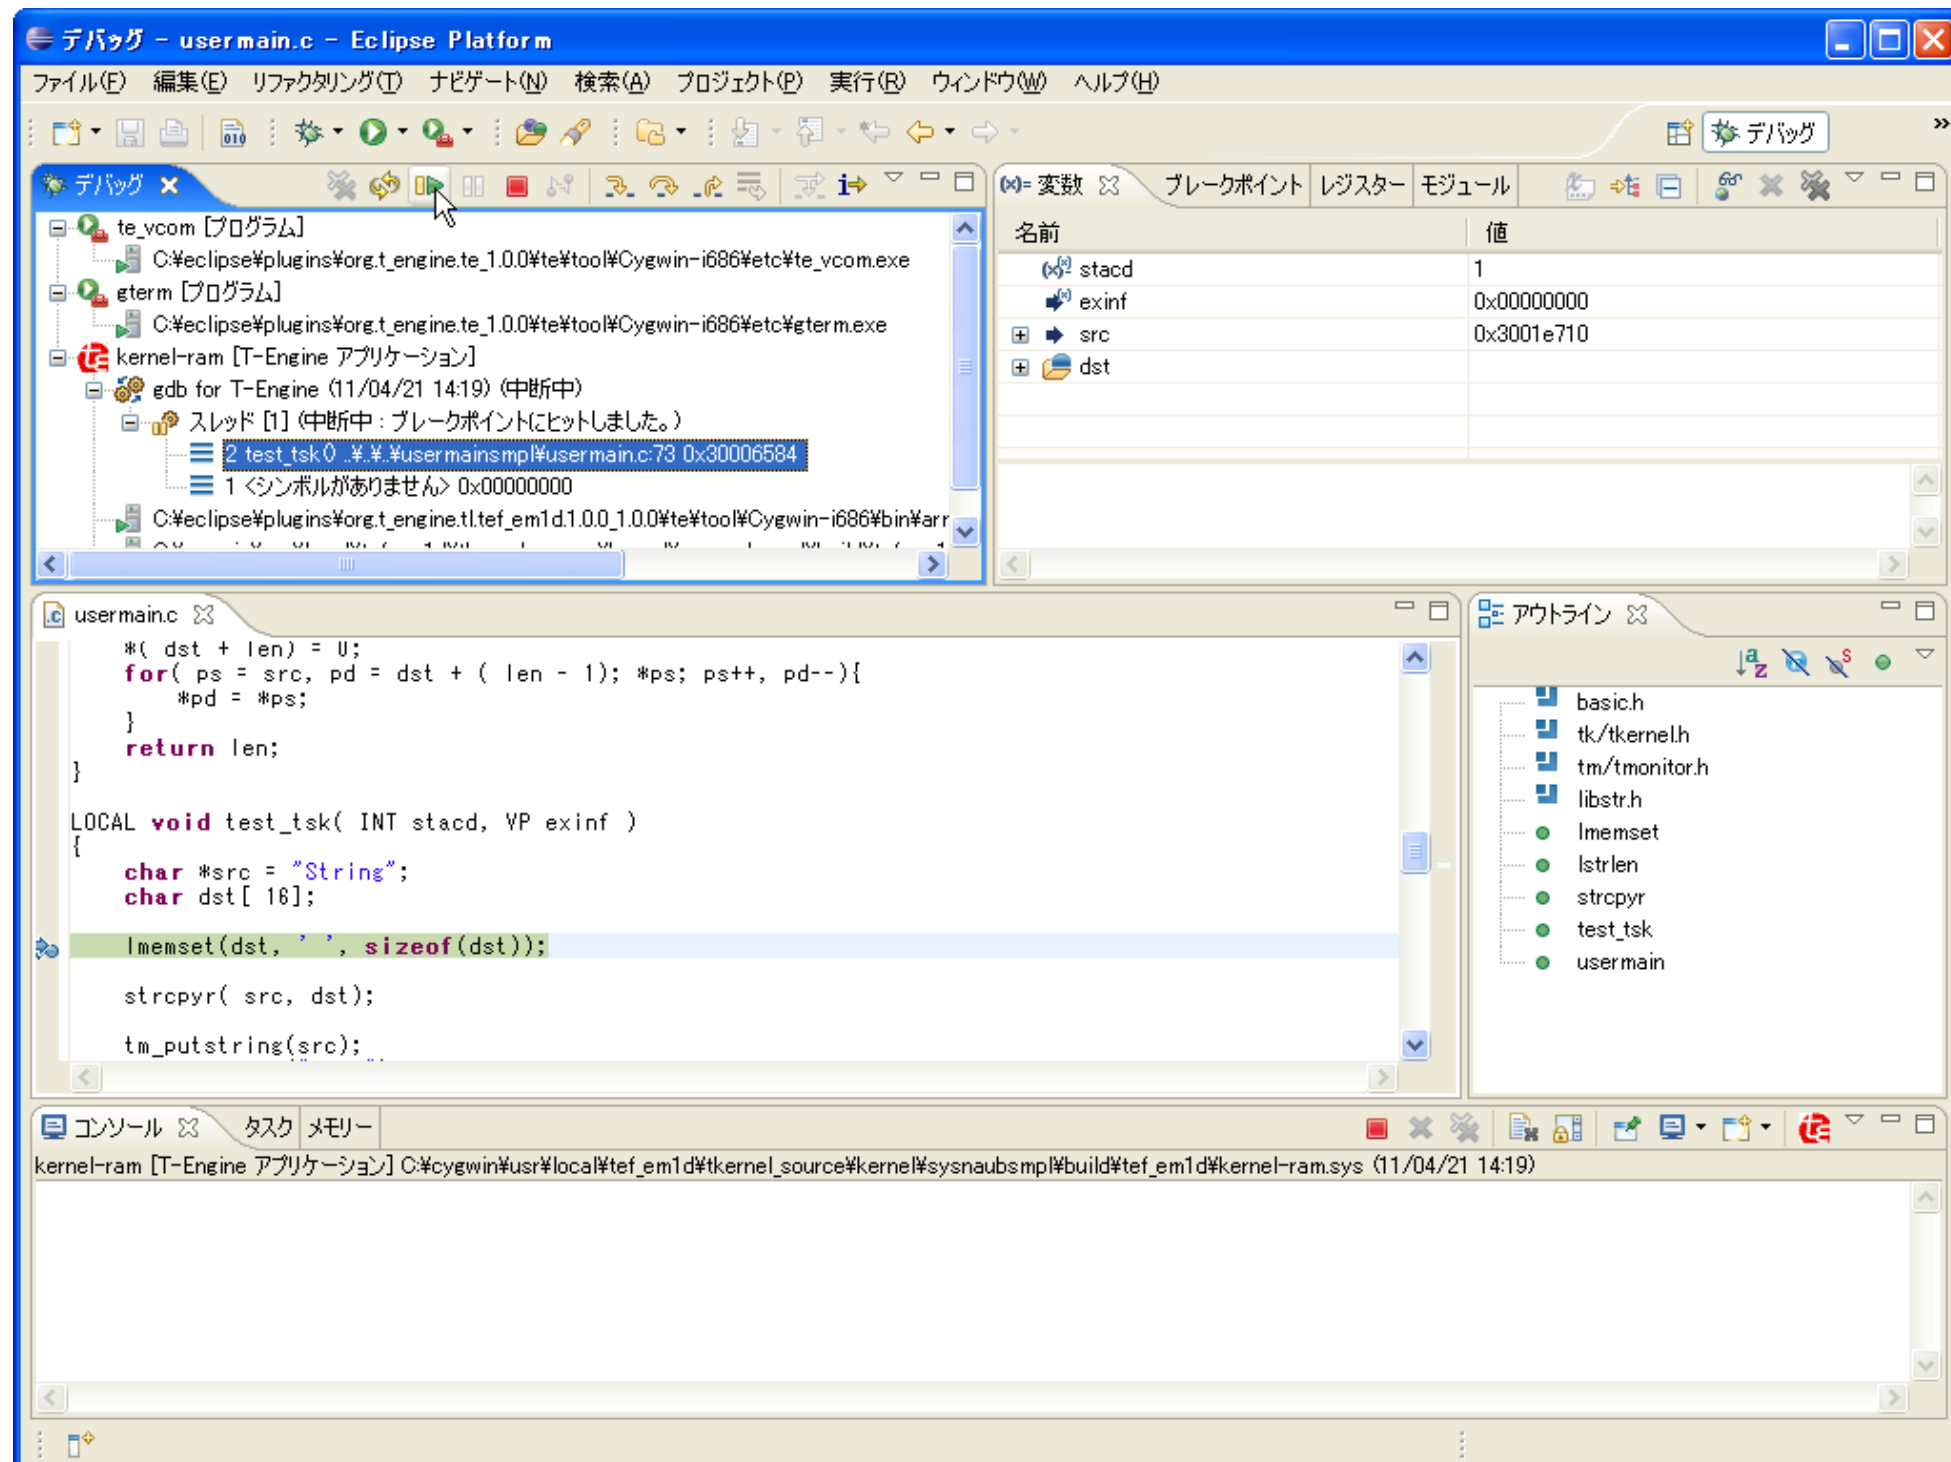 デバッグ - usermain.c - Eclipse Platform
ファイル(F) 編集(E) リファクタリング(T) ナビゲート(N) 検索(A) プロジェクト(P) 実行(R) ウィンドウ(W) ヘルプ(H)
010
デバッグ
»
デバッグ
te_vcom [プログラム]
C:¥eclipse¥plugins¥org.t_engine.te_1.0.0¥te¥tool¥Cygwin-i686¥etc¥te_vcom.exe
gterm [プログラム]
C:¥eclipse¥plugins¥org.t_engine.te_1.0.0¥te¥tool¥Cygwin-i686¥etc¥gterm.exe
kernel-ram [T-Engine アプリケーション]
gdb for T-Engine (11/04/21 14:19) (中断中)
スレッド [1] (中断中 : ブレークポイントにヒットしました。)
2 test_tsk() ..¥..¥..¥usermainsmpl¥usermain.c:73 0x30006584
1 <シンボルがありません> 0x00000000
C:¥eclipse¥plugins¥org.t_engine.tl.tef_em1d.1.0.0_1.0.0¥te¥tool¥Cygwin-i686¥bin¥arr
(x)= 変数 ブレークポイント レジスター モジュール
名前 値
stacd 1
exinf 0x00000000
src 0x3001e710
dst
usermain.c
*( dst + len) = 0;
for( ps = src, pd = dst + ( len - 1); *ps; ps++, pd--){
*pd = *ps;
}
return len;
}
LOCAL void test_tsk( INT stacd, VP exinf )
{
char *src = "String";
char dst[ 16];
lmemset(dst, ' ', sizeof(dst));
strcpyr( src, dst);
tm_putstring(src);
アウトライン
basic.h
tk/tkernel.h
tm/tmonitor.h
libstr.h
lmemset
lstrlen
strcpyr
test_tsk
usermain
コンソール タスク メモリー
kernel-ram [T-Engine アプリケーション] C:¥cygwin¥usr¥local¥tef_em1d¥tkernel_source¥kernel¥sysnaubsmpl¥build¥tef_em1d¥kernel-ram.sys (11/04/21 14:19)